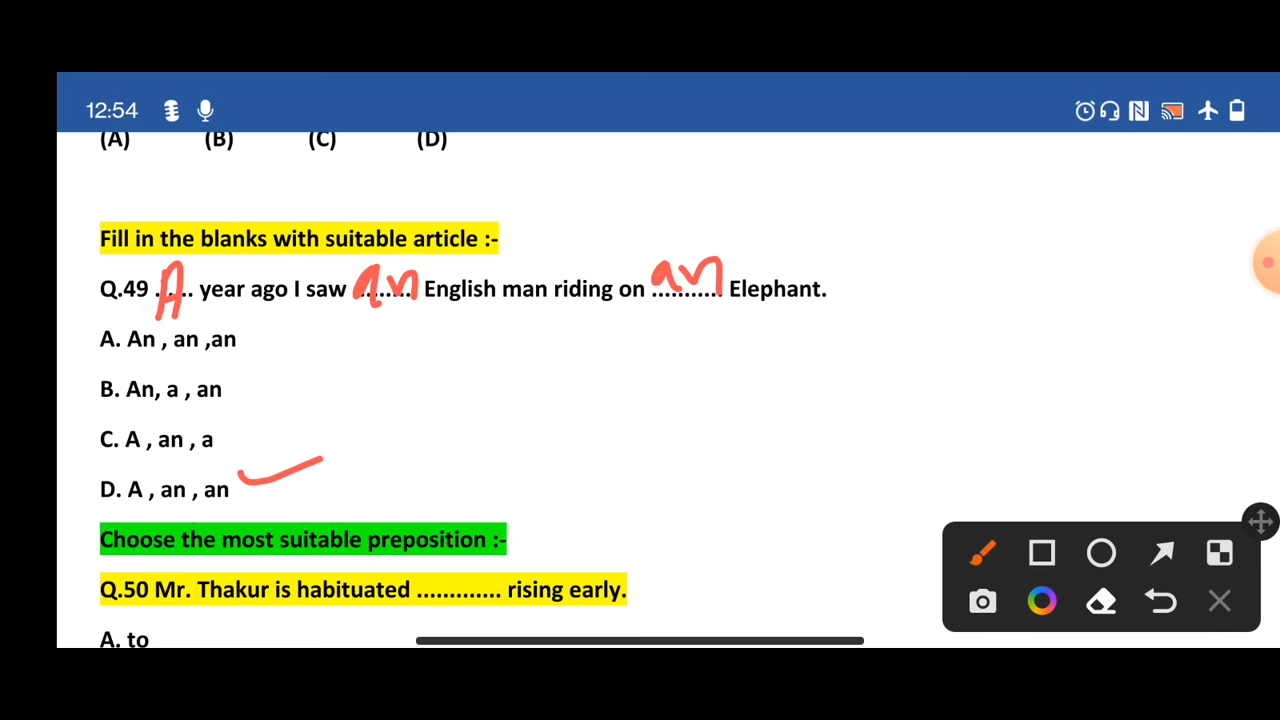 12:54
(A) (B) (C) (D)
Fill in the blanks with suitable article :-
Q.49 ...A... year ago I saw ...an... English man riding on ...an... Elephant.
A. An , an ,an
B. An, a , an
C. A , an , a
D. A , an , an
Choose the most suitable preposition :-
Q.50 Mr. Thakur is habituated ............. rising early.
A. to